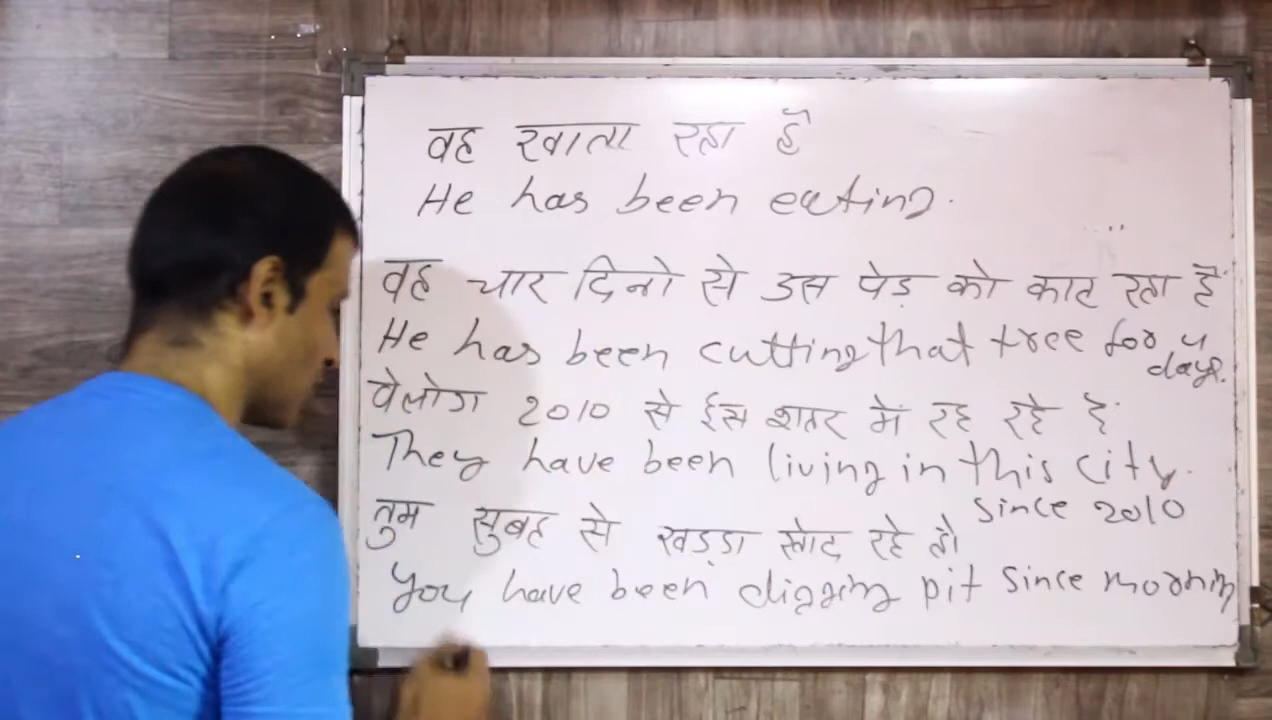 वह खाता रहा है
He has been eating.
वह चार दिनो से उस पेड़ को काट रहा है
He has been cutting that tree for 4 days.
वेलोग 2010 से ईस शहर में रह रहे है
They have been living in this city.
since 2010
तुम सुबह से खड्डा खोद रहे हो
You have been digging pit since morning